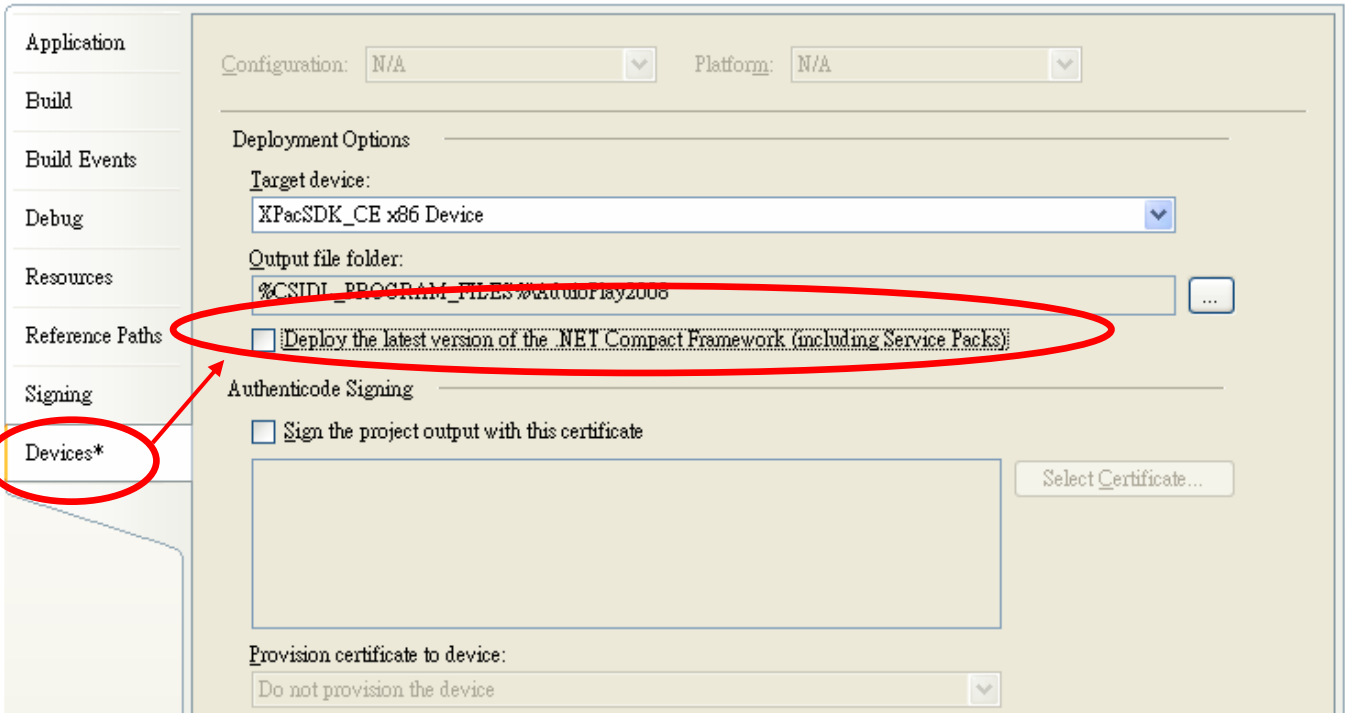 Application
Build
Build Events
Debug
Resources
Reference Paths
Signing
Devices*
Configuration: N/A Platform: N/A
Deployment Options
Target device:
XPacSDK_CE x86 Device
Output file folder:
...
Deploy the latest version of the .NET Compact Framework (including Service Packs)
Authenticode Signing
Sign the project output with this certificate
Select Certificate...
Provision certificate to device:
Do not provision the device